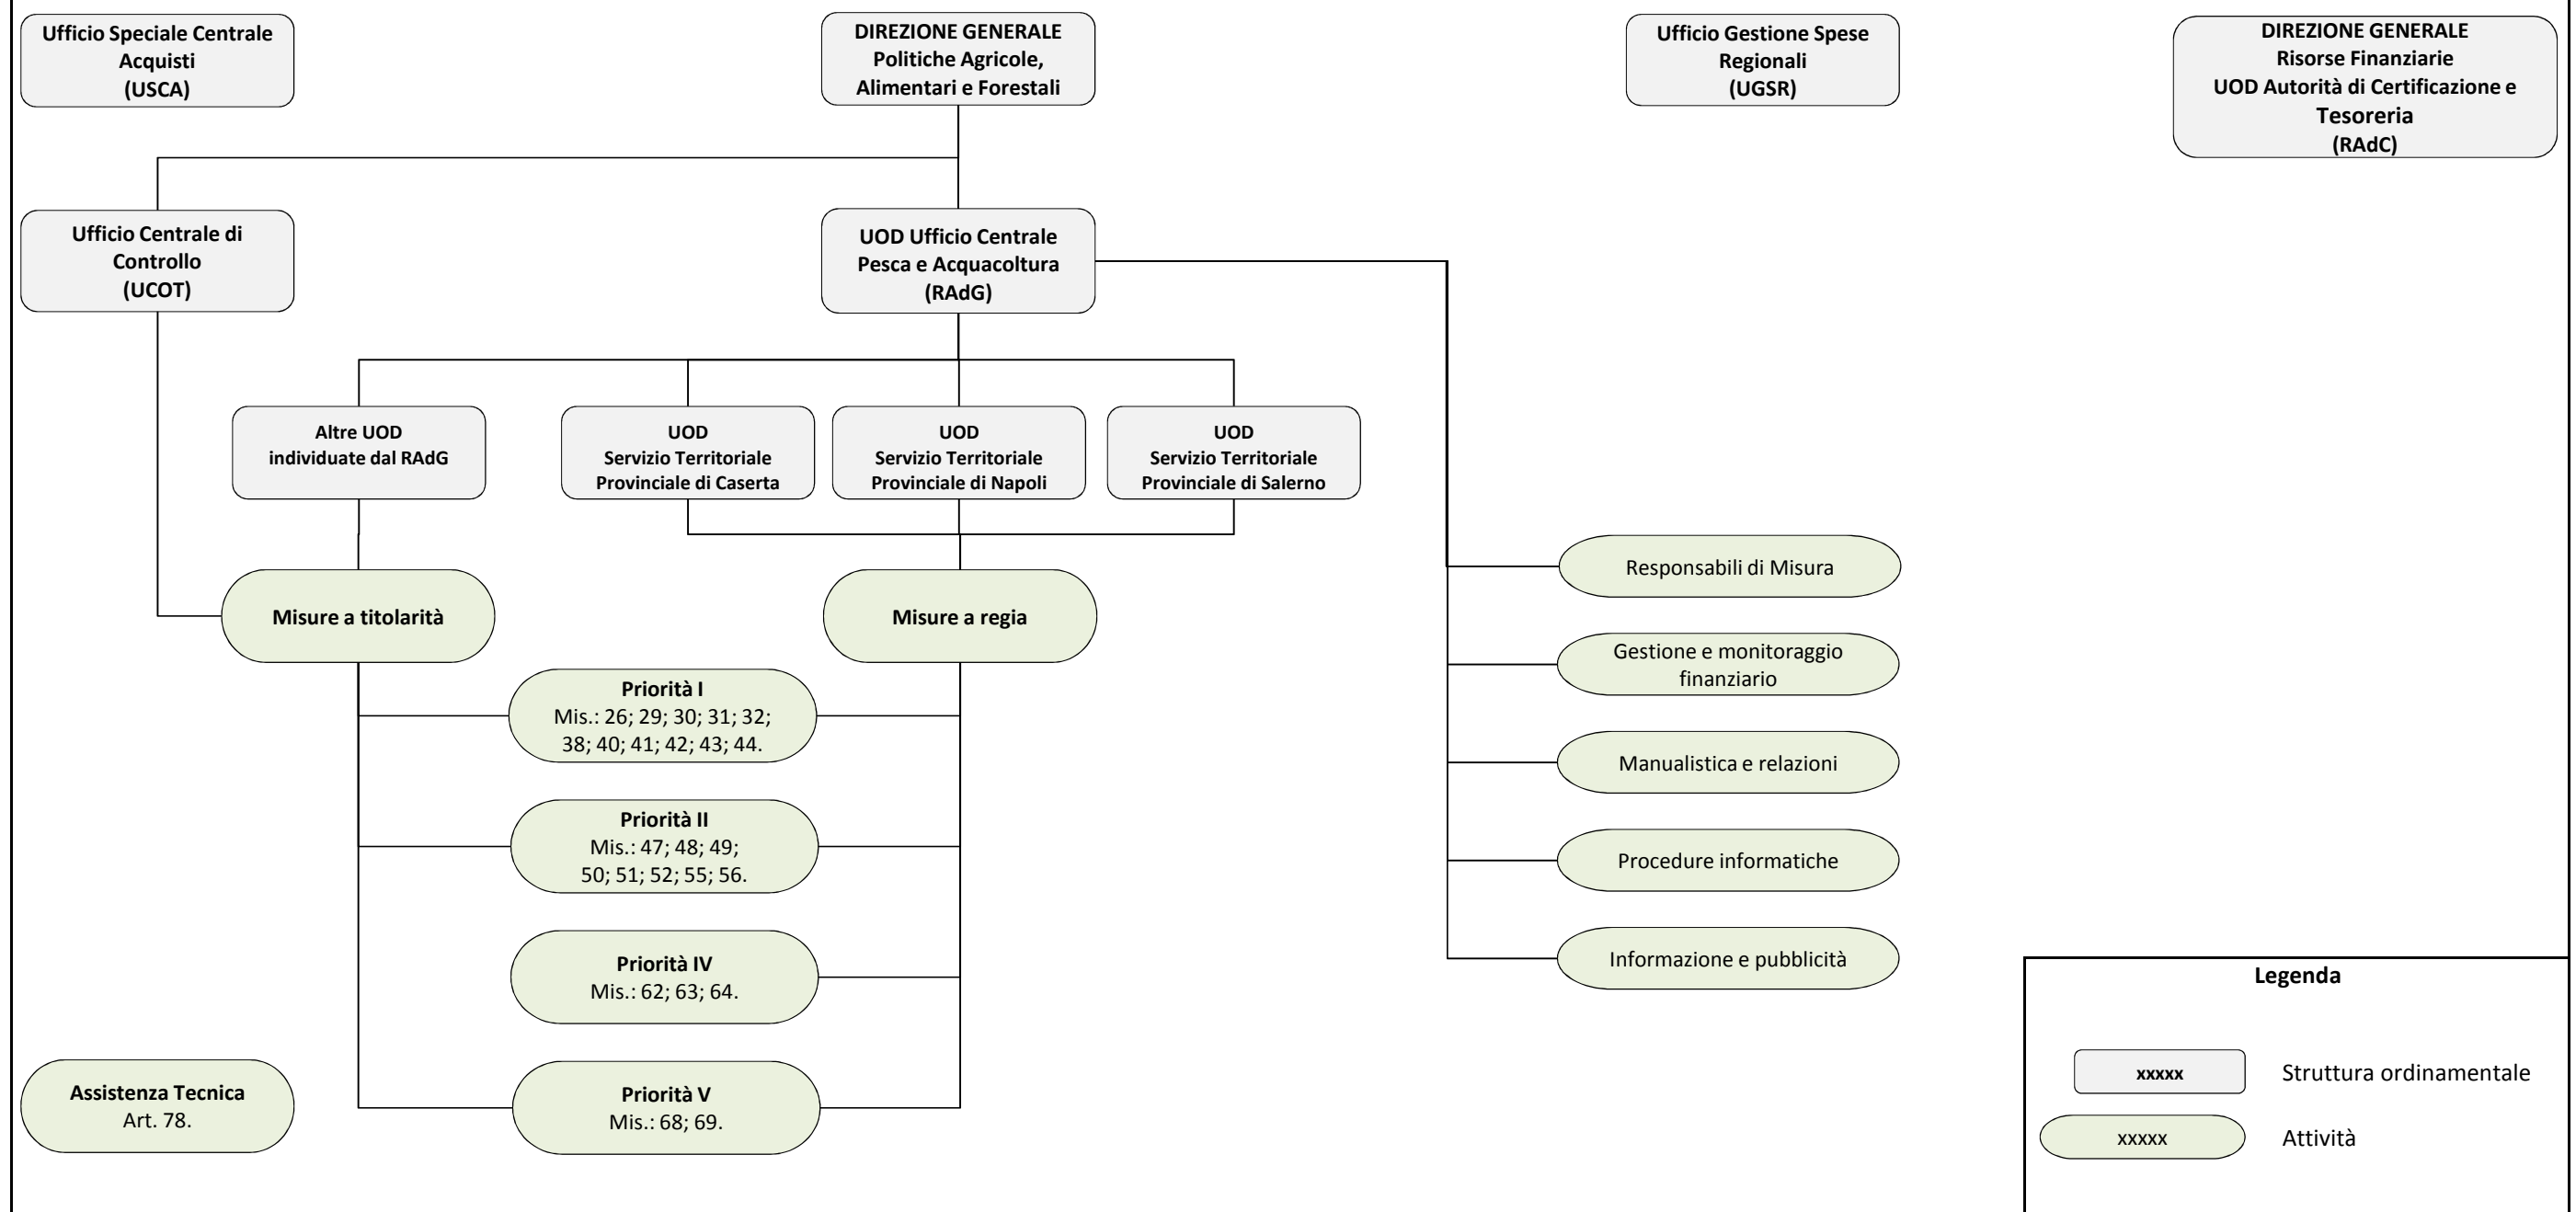 Ufficio Speciale Centrale
Acquisti
(USCA)
DIREZIONE GENERALE
Politiche Agricole,
Alimentari e Forestali
Ufficio Gestione Spese
Regionali
(UGSR)
DIREZIONE GENERALE
Risorse Finanziarie
UOD Autorità di Certificazione e
Tesoreria
(RAdC)
Ufficio Centrale di
Controllo
(UCOT)
UOD Ufficio Centrale
Pesca e Acquacoltura
(RAdG)
Altre UOD
individuate dal RAdG
UOD
Servizio Territoriale
Provinciale di Caserta
UOD
Servizio Territoriale
Provinciale di Napoli
UOD
Servizio Territoriale
Provinciale di Salerno
Misure a titolarità
Misure a regia
Priorità I
Mis.: 26; 29; 30; 31; 32;
38; 40; 41; 42; 43; 44.
Priorità II
Mis.: 47; 48; 49;
50; 51; 52; 55; 56.
Priorità IV
Mis.: 62; 63; 64.
Priorità V
Mis.: 68; 69.
Assistenza Tecnica
Art. 78.
Responsabili di Misura
Gestione e monitoraggio
finanziario
Manualistica e relazioni
Procedure informatiche
Informazione e pubblicità
Legenda
xxxxx
Struttura ordinamentale
xxxxx
Attività